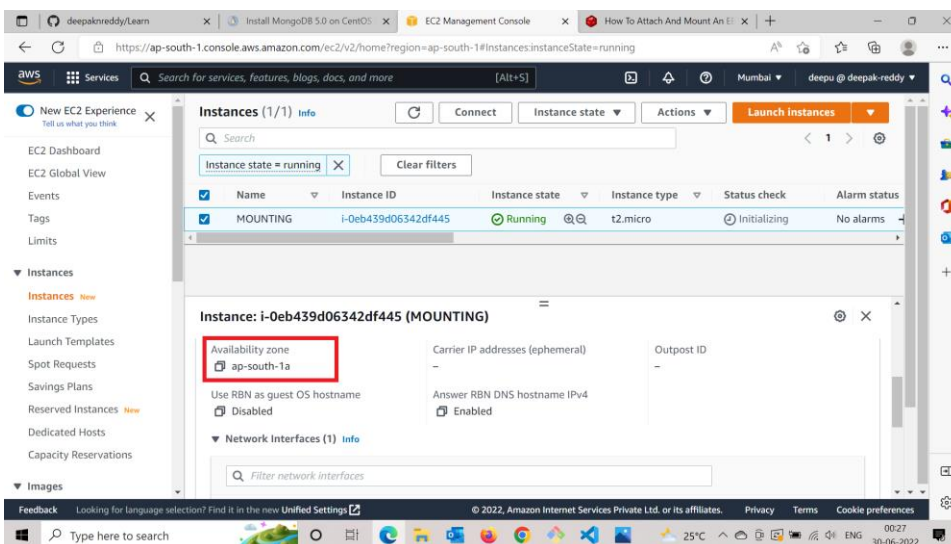 deepaknreddy/Learn
Install MongoDB 5.0 on CentOS
EC2 Management Console
How To Attach And Mount An E
https://ap-south-1.console.aws.amazon.com/ec2/v2/home?region=ap-south-1#Instances:instanceState=running
aws
Services
Search for services, features, blogs, docs, and more
[Alt+S]
Mumbai
deepu @ deepak-reddy
New EC2 Experience
Tell us what you think
EC2 Dashboard
EC2 Global View
Events
Tags
Limits
Instances
Instances New
Instance Types
Launch Templates
Spot Requests
Savings Plans
Reserved Instances New
Dedicated Hosts
Capacity Reservations
Images
Instances (1/1) Info
Connect
Instance state
Actions
Launch instances
Search
1
Instance state = running
Clear filters
Name Instance ID Instance state Instance type Status check Alarm status
MOUNTING i-0eb439d06342df445 Running t2.micro Initializing No alarms
Instance: i-0eb439d06342df445 (MOUNTING)
Availability zone
ap-south-1a
Carrier IP addresses (ephemeral)
–
Outpost ID
–
Use RBN as guest OS hostname
Disabled
Answer RBN DNS hostname IPv4
Enabled
Network Interfaces (1) Info
Filter network interfaces
Feedback Looking for language selection? Find it in the new Unified Settings
© 2022, Amazon Internet Services Private Ltd. or its affiliates. Privacy Terms Cookie preferences
Type here to search
25°C
ENG
00:27
30-06-2022